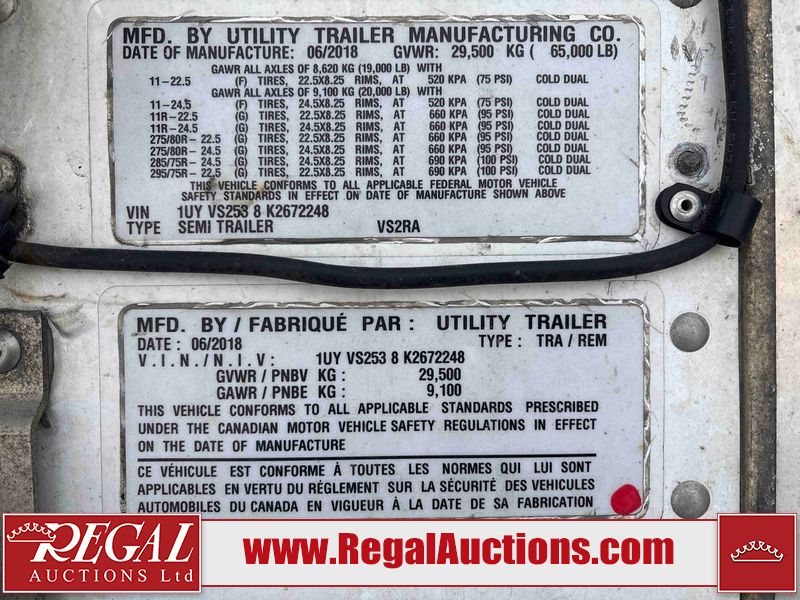 MFD. BY UTILITY TRAILER MANUFACTURING CO.
DATE OF MANUFACTURE: 06/2018 GVWR: 29,500 KG ( 65,000 LB)
GAWR ALL AXLES OF 8,620 KG (19,000 LB) WITH
11-22.5 (F) TIRES, 22.5X8.25 RIMS, AT 520 KPA (75 PSI) COLD DUAL
GAWR ALL AXLES OF 9,100 KG (20,000 LB) WITH
11-24.5 (F) TIRES, 24.5X8.25 RIMS, AT 520 KPA (75 PSI) COLD DUAL
11R-22.5 (G) TIRES, 22.5X8.25 RIMS, AT 660 KPA (95 PSI) COLD DUAL
11R-24.5 (G) TIRES, 24.5X8.25 RIMS, AT 660 KPA (95 PSI) COLD DUAL
275/80R-22.5 (G) TIRES, 22.5X8.25 RIMS, AT 660 KPA (95 PSI) COLD DUAL
275/80R-24.5 (G) TIRES, 24.5X8.25 RIMS, AT 660 KPA (95 PSI) COLD DUAL
285/75R-24.5 (G) TIRES, 24.5X8.25 RIMS, AT 690 KPA (100 PSI) COLD DUAL
295/75R-22.5 (G) TIRES, 22.5X8.25 RIMS, AT 690 KPA (100 PSI) COLD DUAL
THIS VEHICLE CONFORMS TO ALL APPLICABLE FEDERAL MOTOR VEHICLE
SAFETY STANDARDS IN EFFECT ON DATE OF MANUFACTURE SHOWN ABOVE
VIN 1UY VS253 8 K2672248
TYPE SEMI TRAILER VS2RA
MFD. BY / FABRIQUÉ PAR : UTILITY TRAILER
DATE : 06/2018 TYPE : TRA / REM
V.I.N. / N.I.V. : 1UY VS253 8 K2672248
GVWR / PNBV KG : 29,500
GAWR / PNBE KG : 9,100
THIS VEHICLE CONFORMS TO ALL APPLICABLE STANDARDS PRESCRIBED
UNDER THE CANADIAN MOTOR VEHICLE SAFETY REGULATIONS IN EFFECT
ON THE DATE OF MANUFACTURE
CE VÉHICULE EST CONFORME À TOUTES LES NORMES QUI LUI SONT
APPLICABLES EN VERTU DU RÉGLEMENT SUR LA SÉCURITÉ DES VEHICULES
AUTOMOBILES DU CANADA EN VIGUEUR À LA DATE DE SA FABRICATION
REGAL
AUCTIONS Ltd
www.RegalAuctions.com